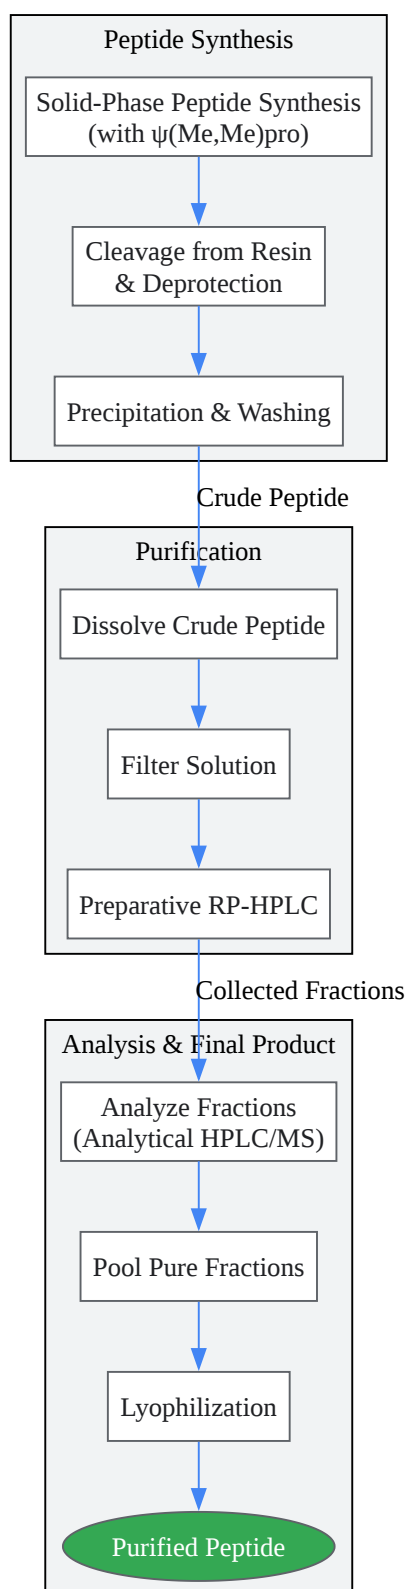 Peptide Synthesis
Solid-Phase Peptide Synthesis
(with ψ(Me,Me)pro)
Cleavage from Resin
& Deprotection
Precipitation & Washing
Crude Peptide
Purification
Dissolve Crude Peptide
Filter Solution
Preparative RP-HPLC
Collected Fractions
Analysis & Final Product
Analyze Fractions
(Analytical HPLC/MS)
Pool Pure Fractions
Lyophilization
Purified Peptide